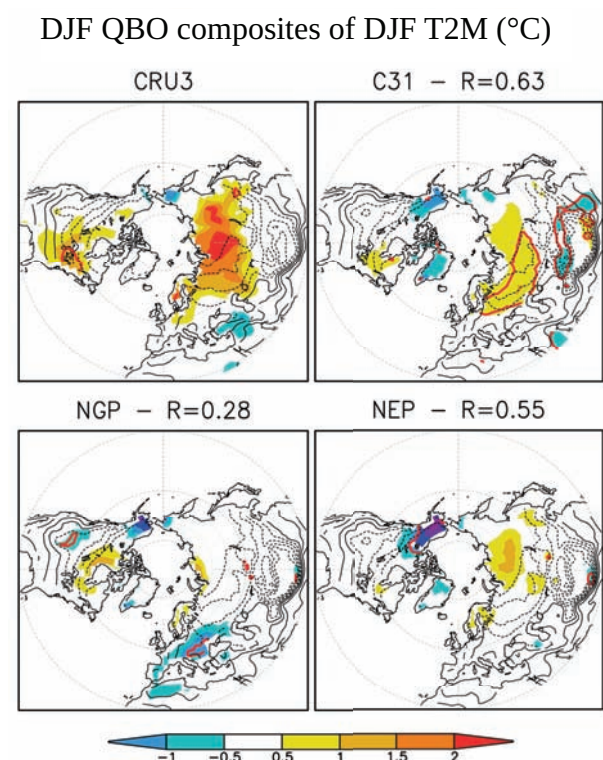 DJF QBO composites of DJF T2M (°C)
CRU3
C31 – R=0.63
NGP – R=0.28
NEP – R=0.55
-1 -0.5 0.5 1 1.5 2